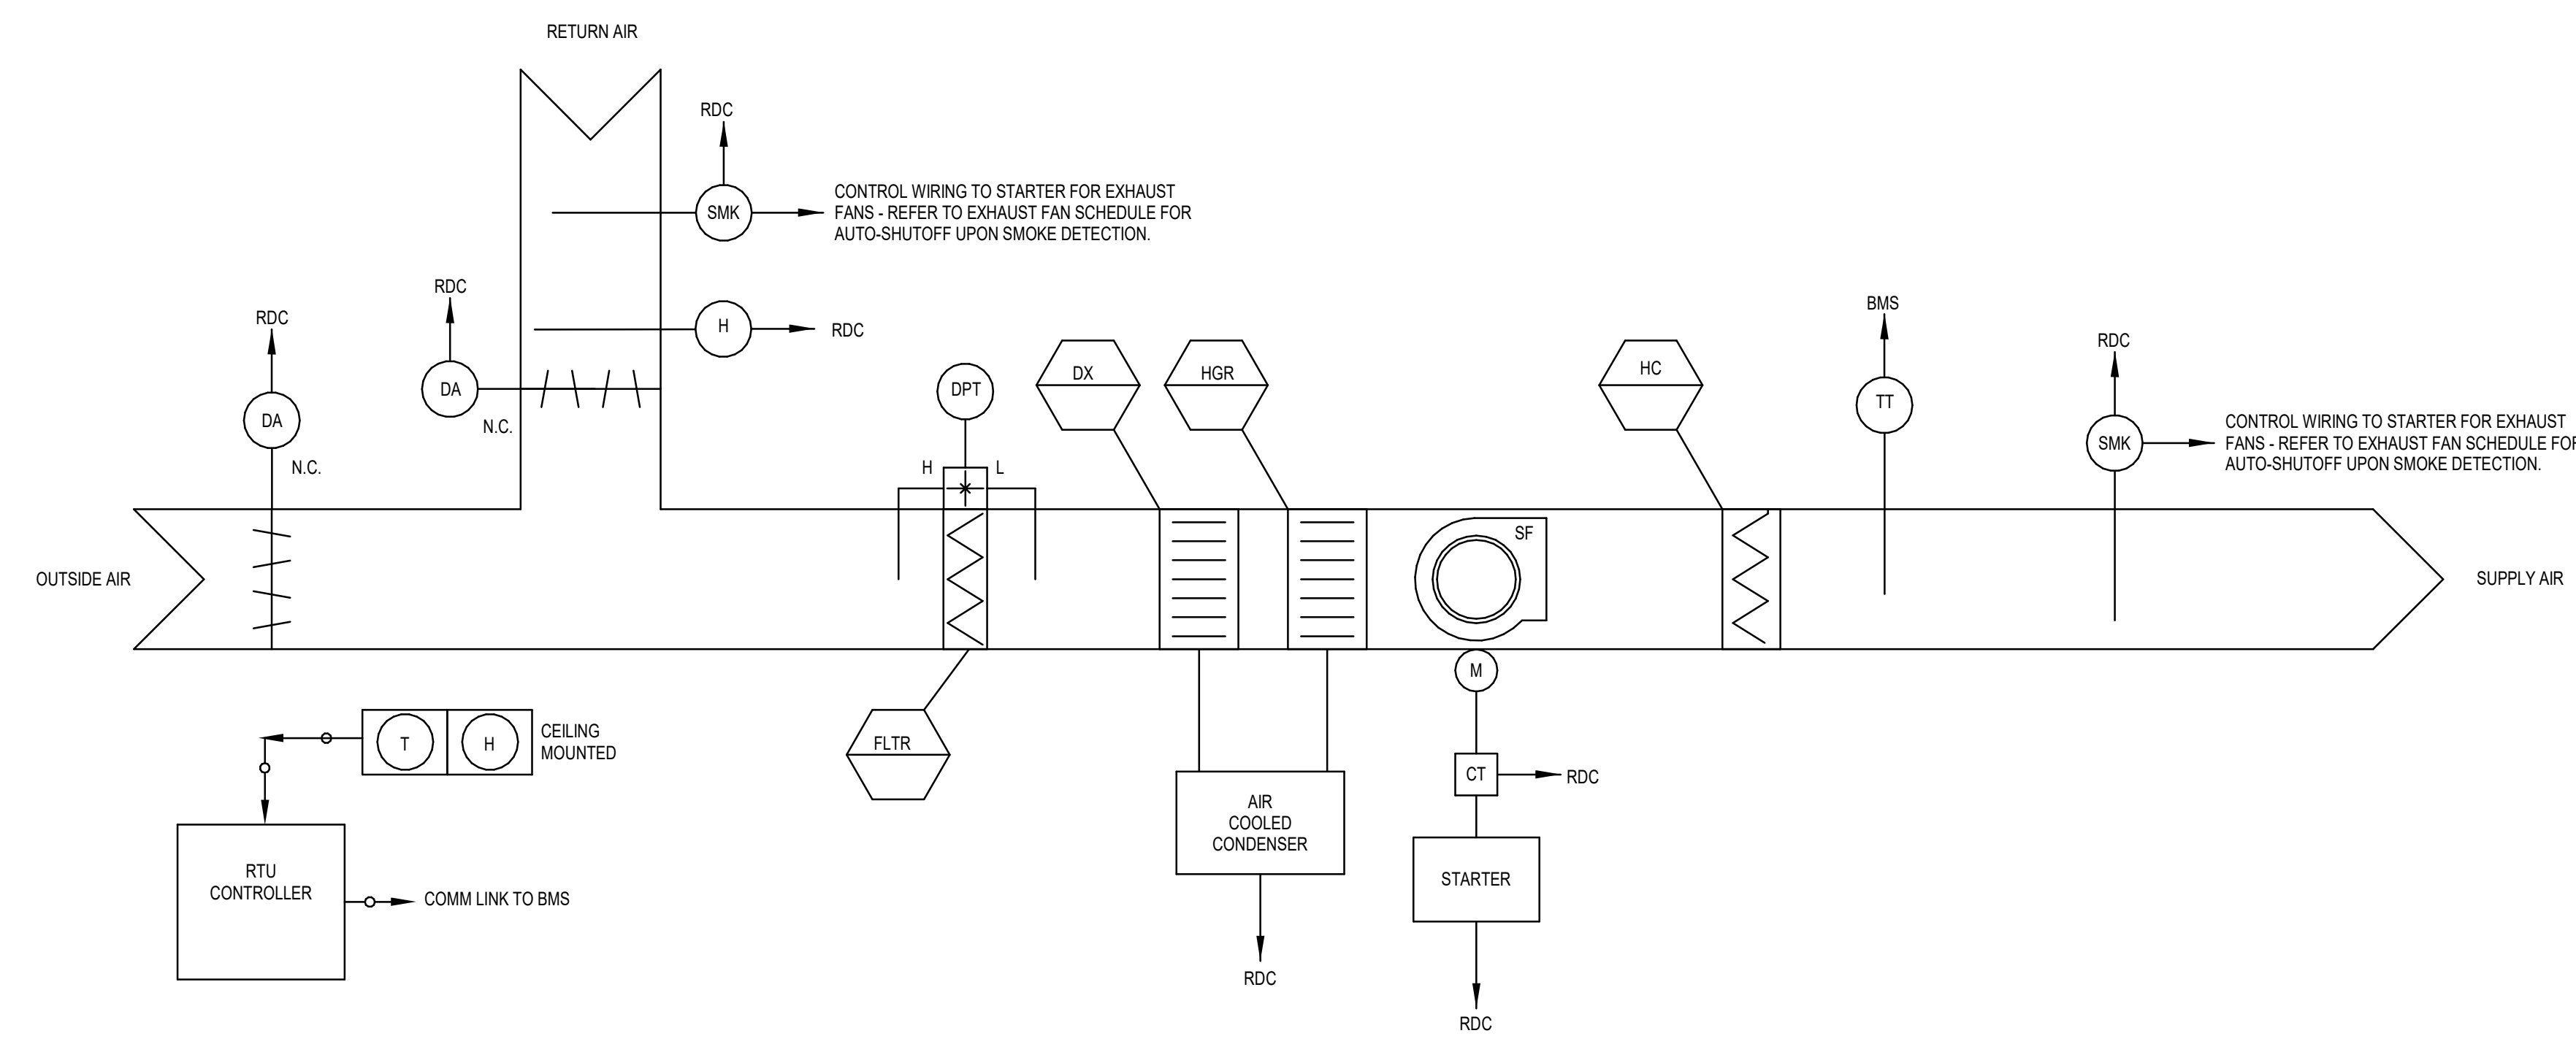 RETURN AIR
RDC
SMK
CONTROL WIRING TO STARTER FOR EXHAUST
FANS - REFER TO EXHAUST FAN SCHEDULE FOR
AUTO-SHUTOFF UPON SMOKE DETECTION.
RDC
DA
N.C.
H
RDC
RDC
DA
N.C.
OUTSIDE AIR
DPT
H
L
DX
HGR
SF
HC
BMS
TT
RDC
SMK
CONTROL WIRING TO STARTER FOR EXHAUST
FANS - REFER TO EXHAUST FAN SCHEDULE FOR
AUTO-SHUTOFF UPON SMOKE DETECTION.
SUPPLY AIR
T
H
CEILING
MOUNTED
RTU
CONTROLLER
COMM LINK TO BMS
FLTR
AIR
COOLED
CONDENSER
RDC
M
CT
RDC
STARTER
RDC